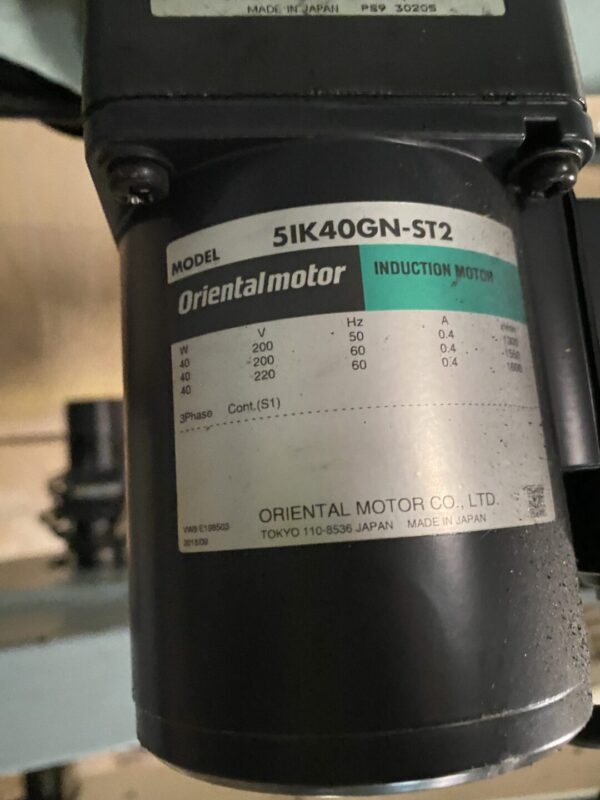 MADE IN JAPAN PS9 30205
MODEL 5IK40GN-ST2
Orientalmotor INDUCTION MOTOR
W V Hz A r/min
40 200 50 0.4 1300
40 200 60 0.4 1550
40 220 60 0.4 1600
3Phase Cont.(S1)
ORIENTAL MOTOR CO., LTD.
TOKYO 110-8536 JAPAN MADE IN JAPAN